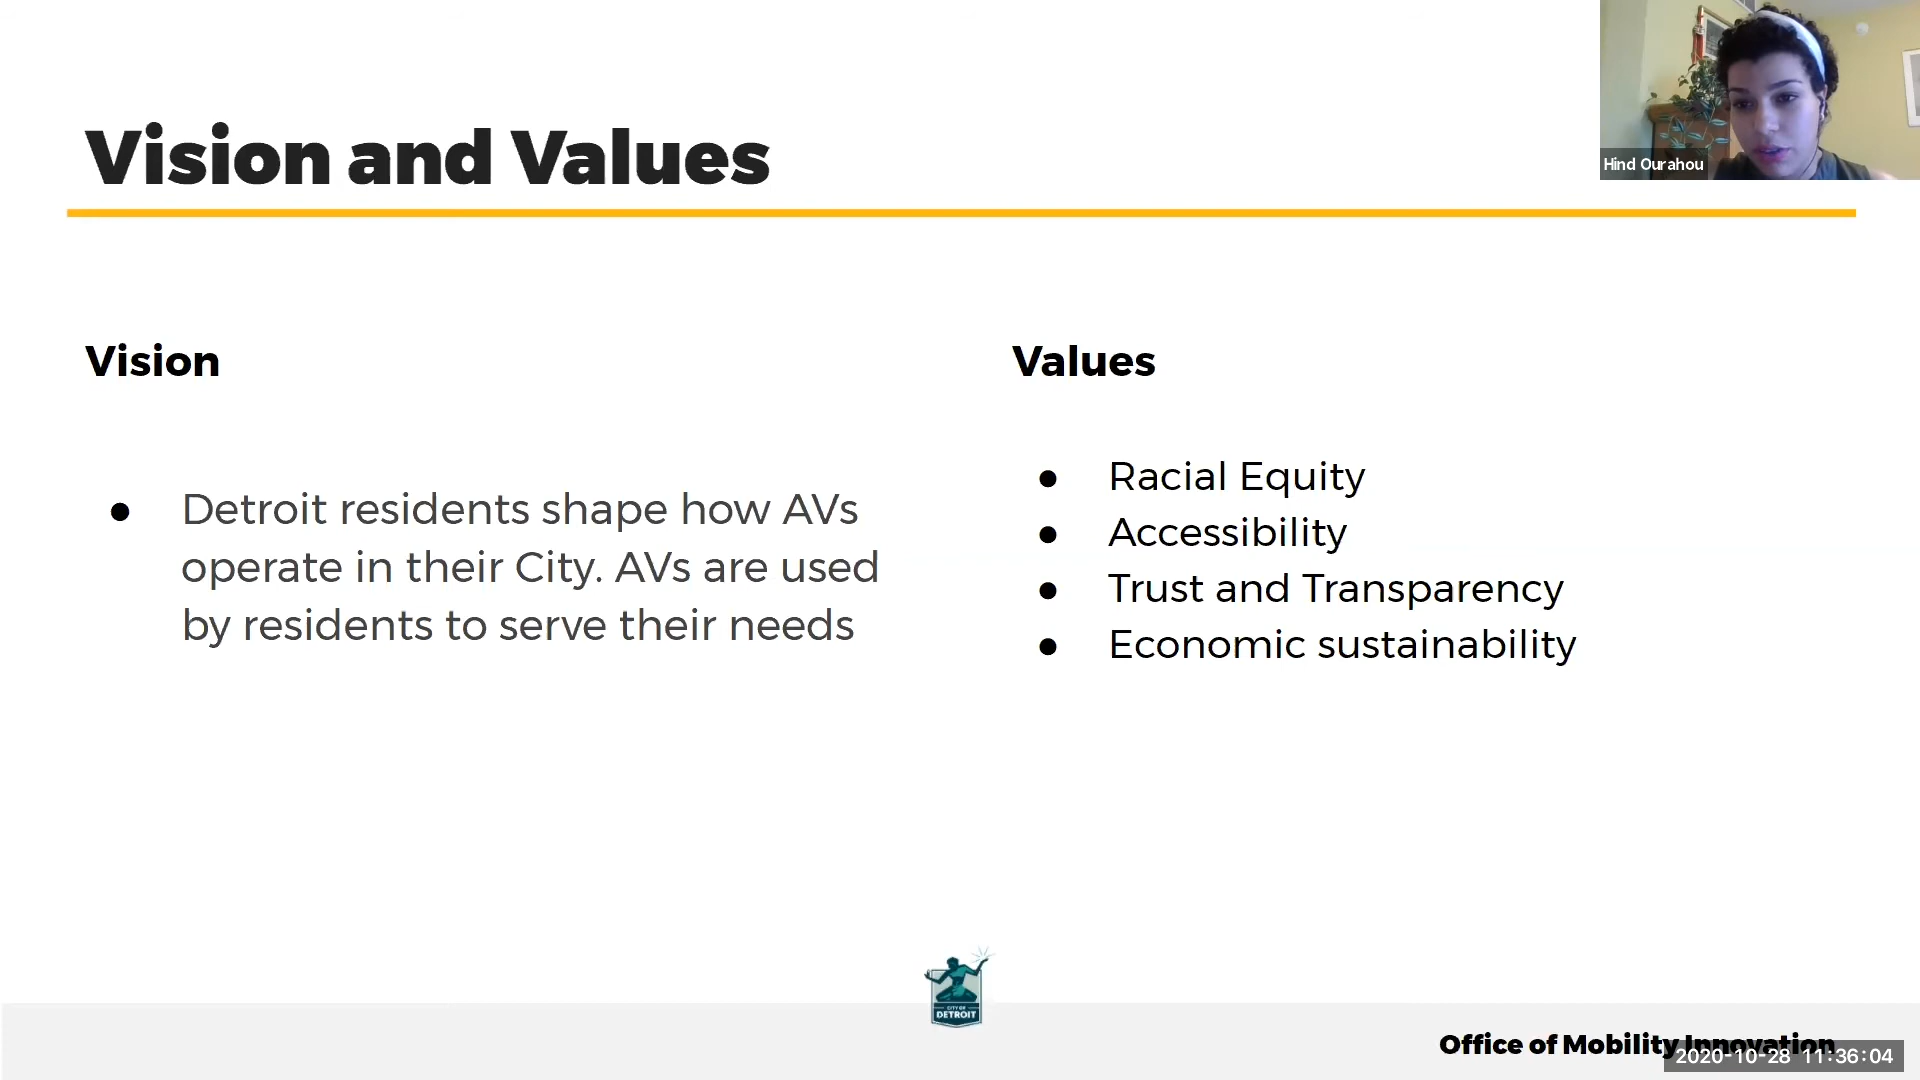 Hind Ourahou
Vision and Values
Vision
● Detroit residents shape how AVs
operate in their City. AVs are used
by residents to serve their needs
Values
● Racial Equity
● Accessibility
● Trust and Transparency
● Economic sustainability
CITY OF
DETROIT
Office of Mobility Innovation
2020-10-28 11:36:04